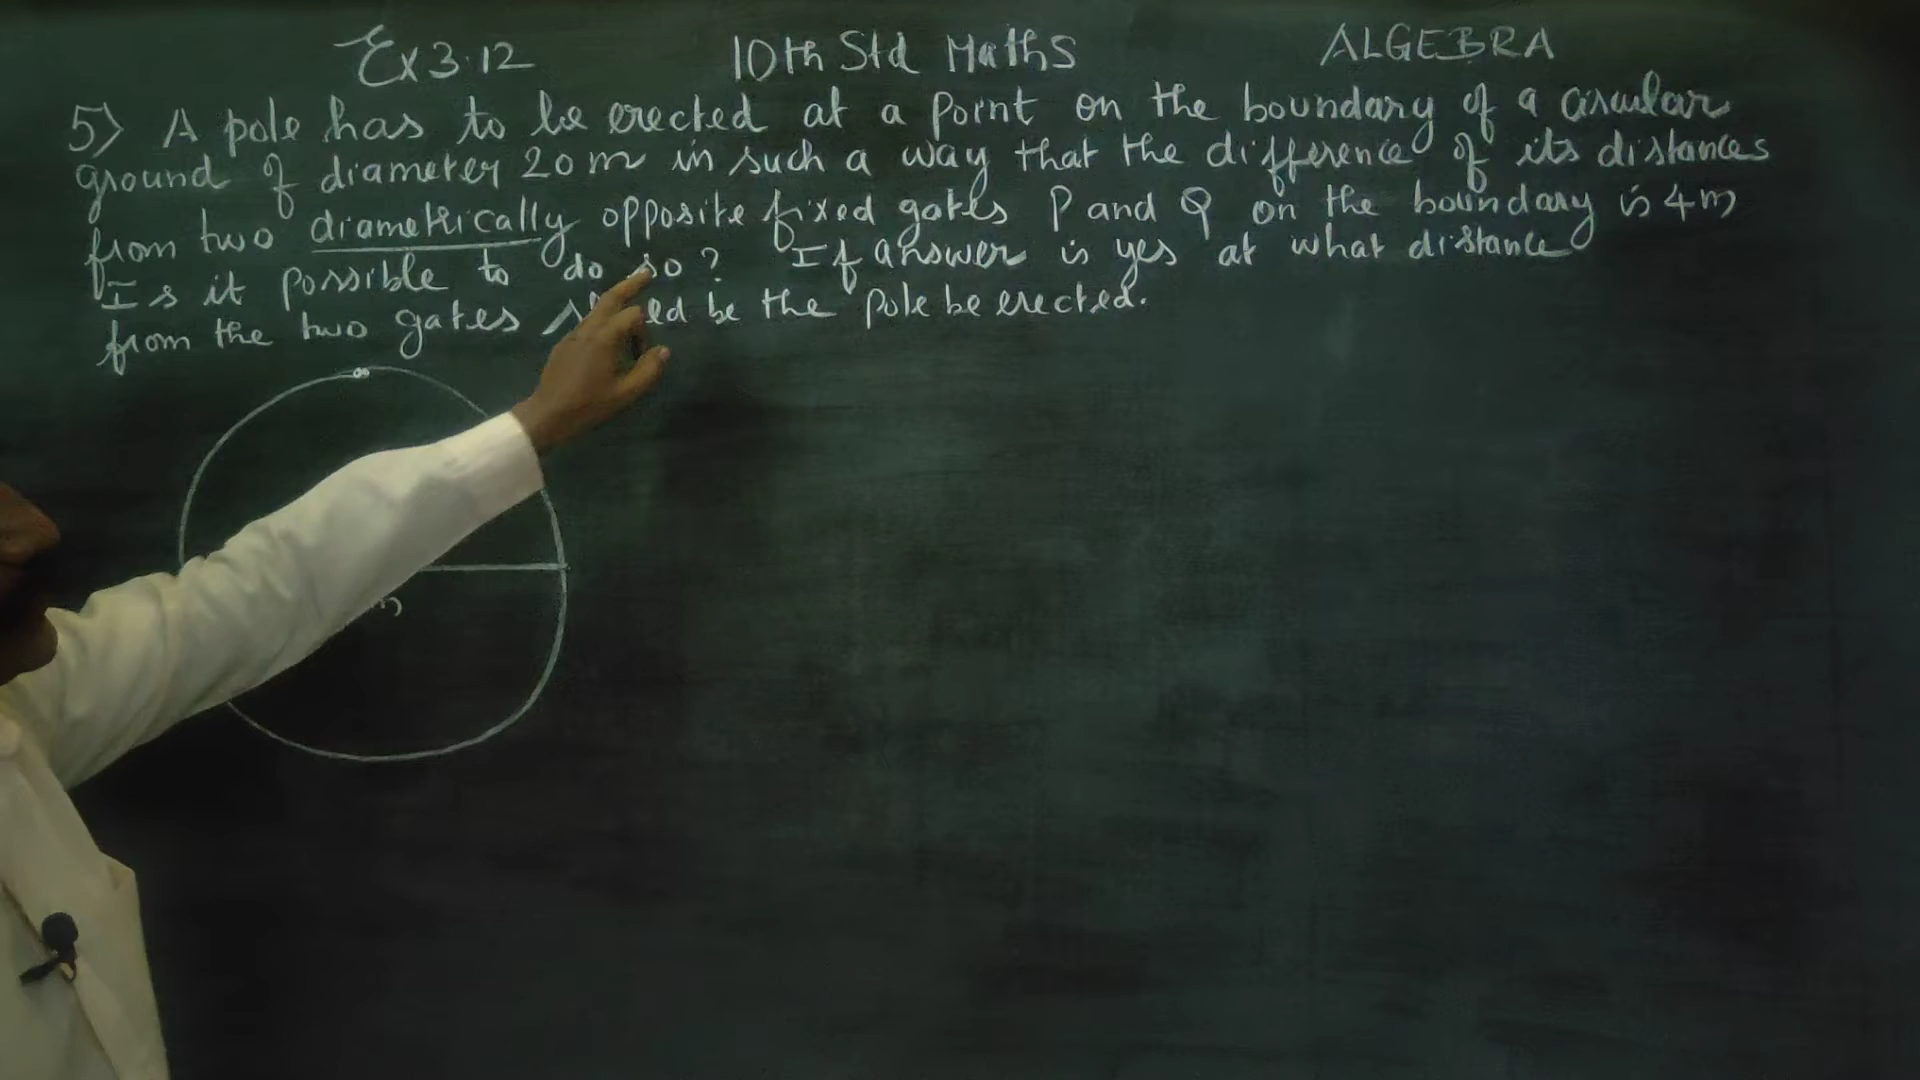 Ex 3.12 10th Std Maths ALGEBRA
5) A pole has to be erected at a point on the boundary of a circular
ground of diameter 20 m in such a way that the difference of its distances
from two diametrically opposite fixed gates P and Q on the boundary is 4m
Is it possible to do so? If answer is yes at what distance
from the two gates be the pole be erected.